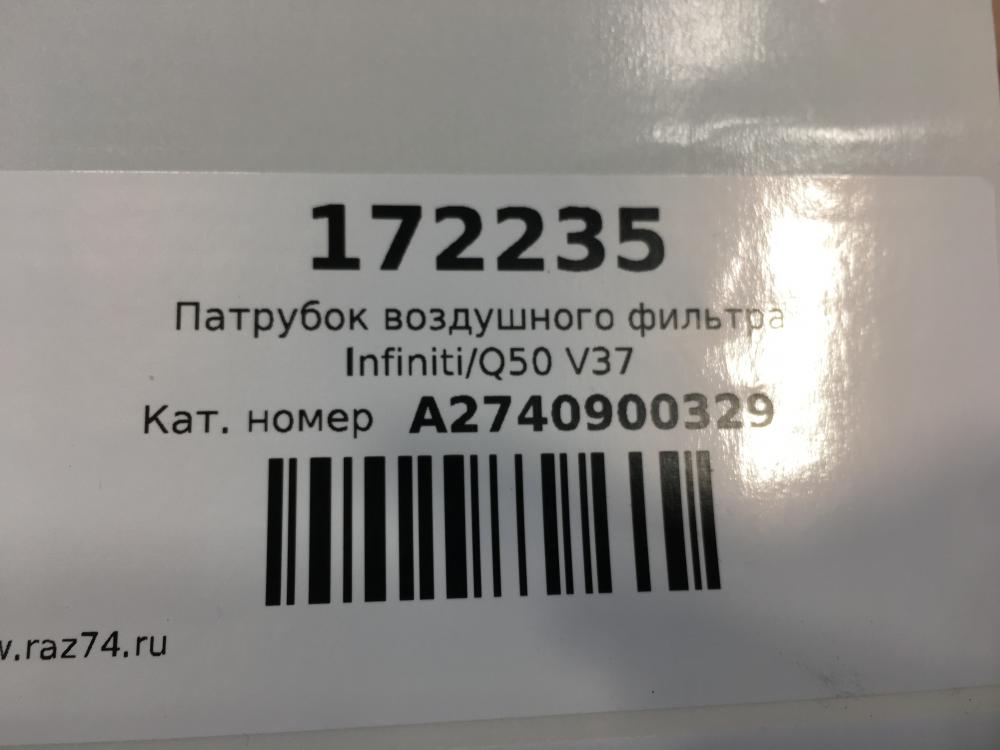 172235
Патрубок воздушного фильтра
Infiniti/Q50 V37
Кат. номер A2740900329
w.raz74.ru